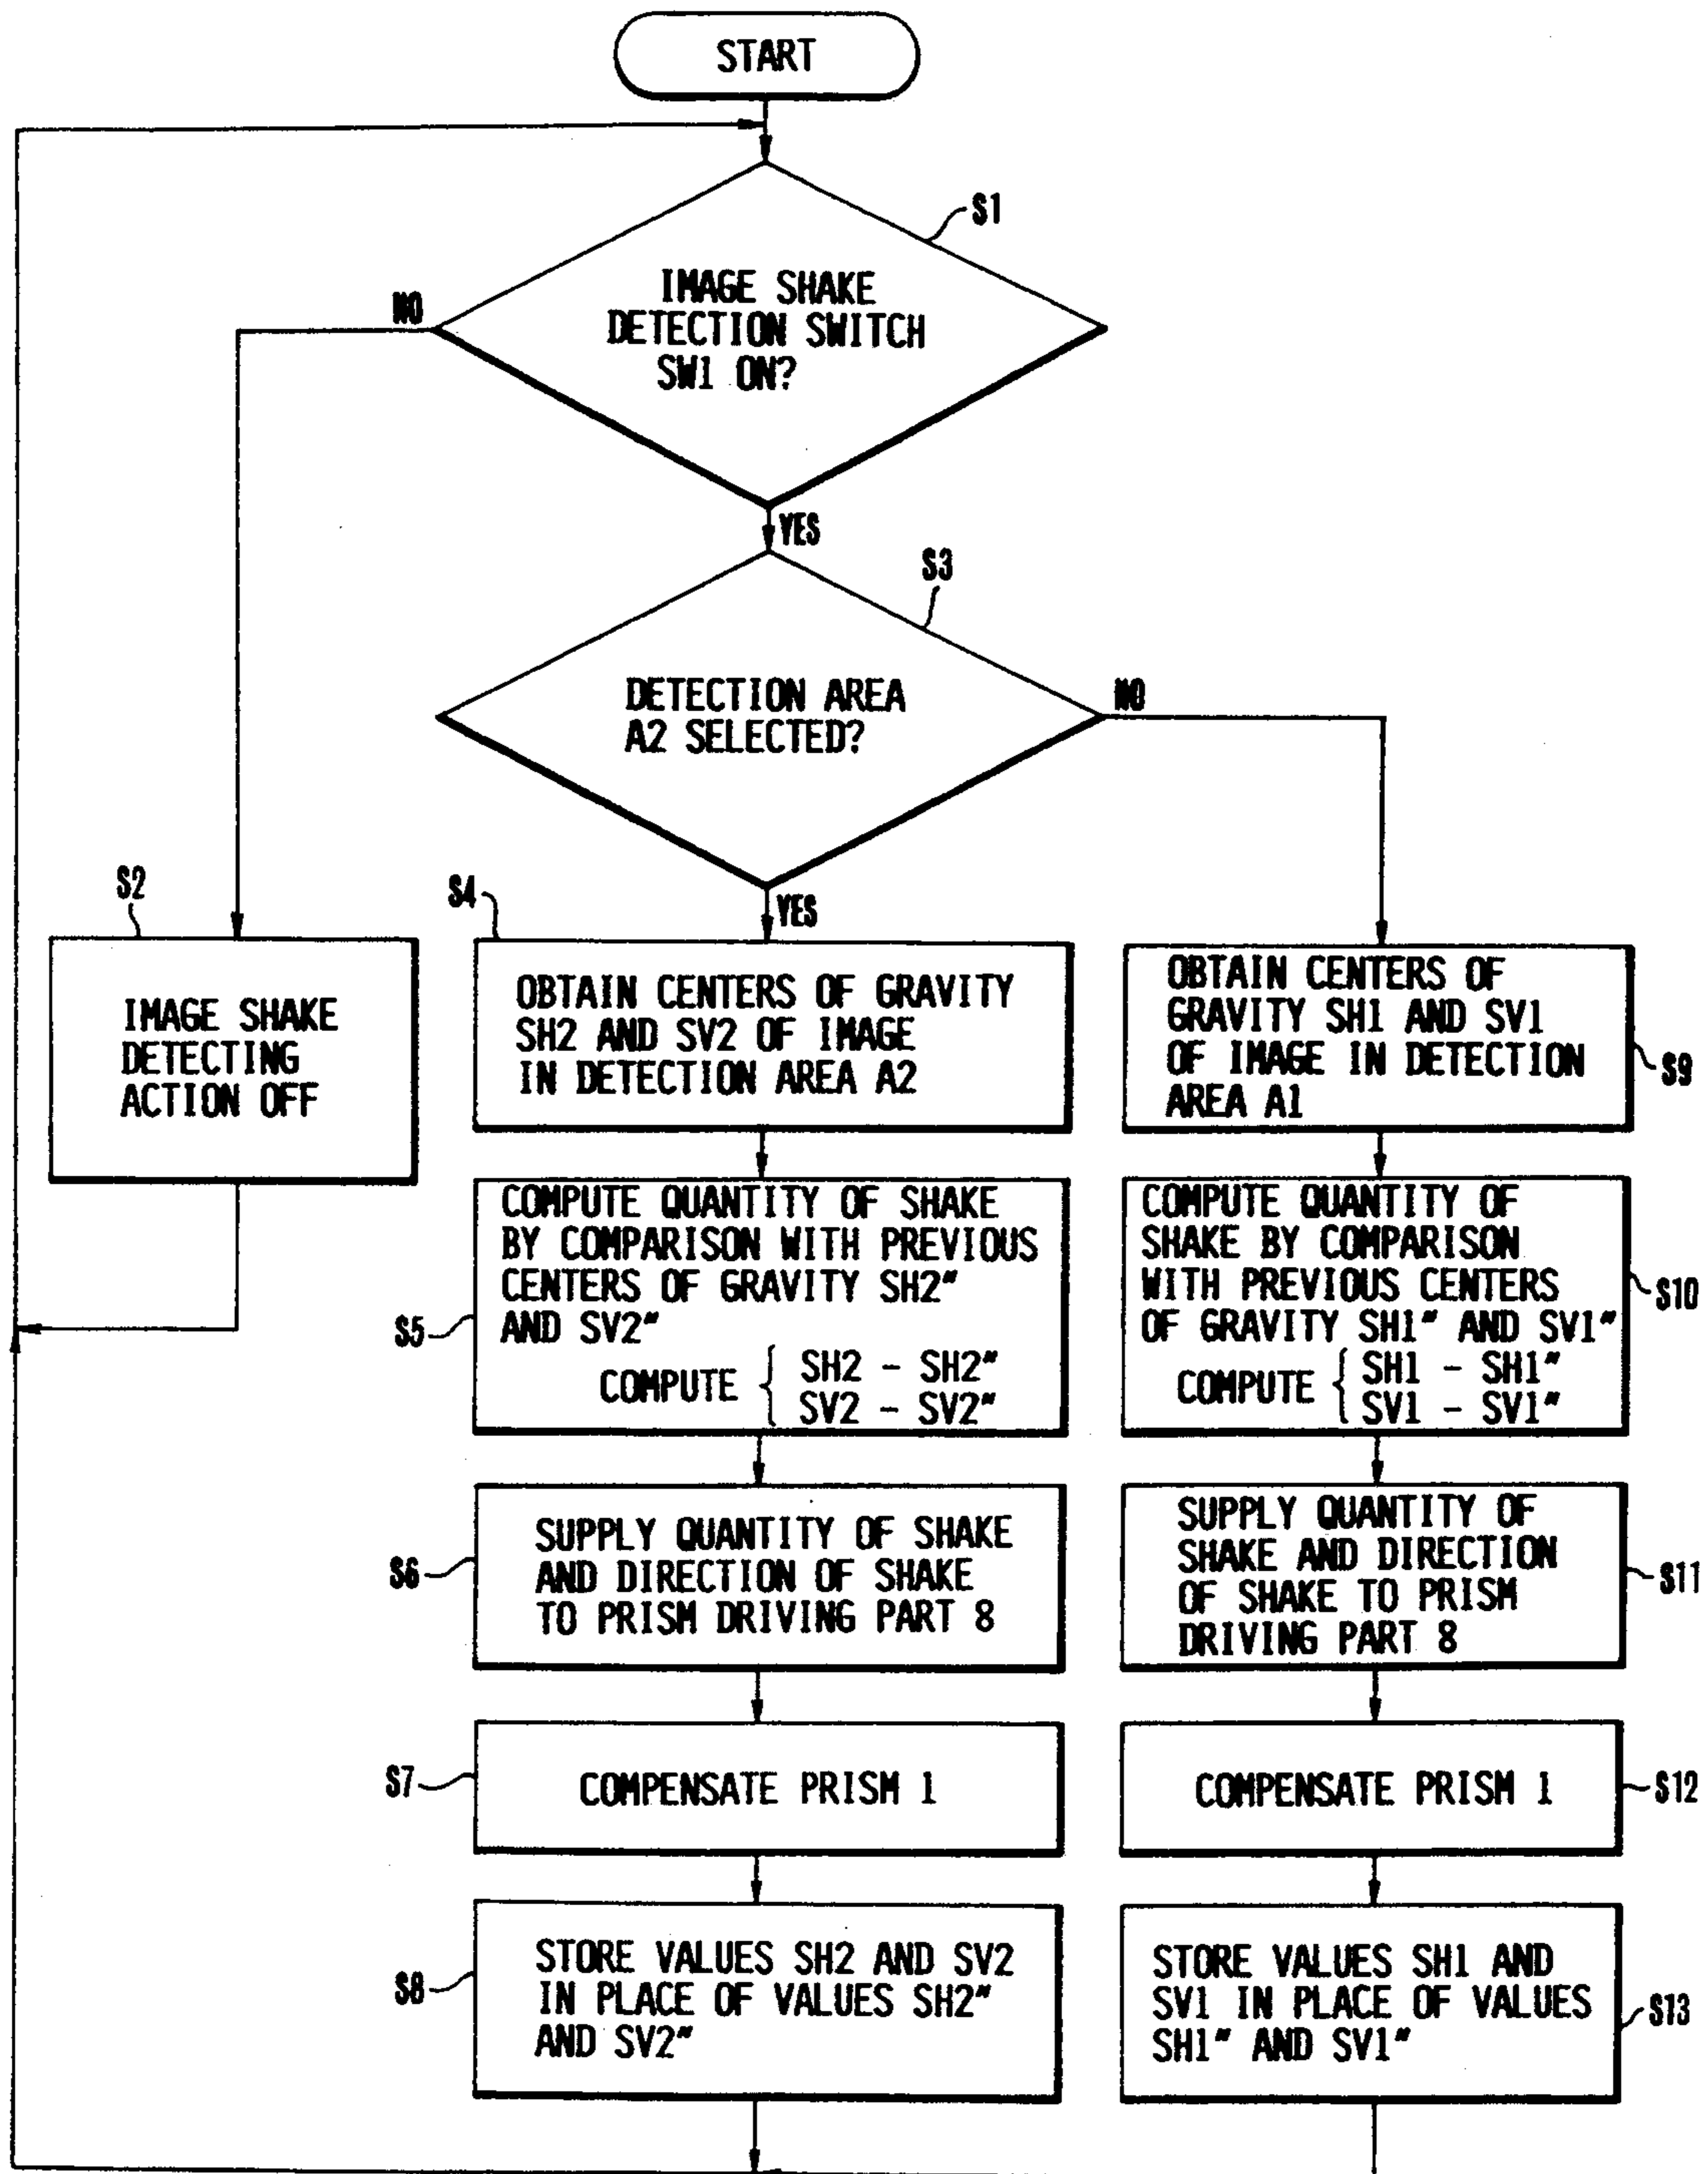 START
S1
IMAGE SHAKE
DETECTION SWITCH
SW1 ON?
NO
YES
S3
DETECTION AREA
A2 SELECTED?
NO
YES
S2
IMAGE SHAKE
DETECTING
ACTION OFF
S4
OBTAIN CENTERS OF GRAVITY
SH2 AND SV2 OF IMAGE
IN DETECTION AREA A2
OBTAIN CENTERS OF
GRAVITY SH1 AND SV1
OF IMAGE IN DETECTION
AREA A1
S9
COMPUTE QUANTITY OF SHAKE
BY COMPARISON WITH PREVIOUS
CENTERS OF GRAVITY SH2"
AND SV2"
S5
COMPUTE { SH2 - SH2"
SV2 - SV2"
COMPUTE QUANTITY OF
SHAKE BY COMPARISON
WITH PREVIOUS CENTERS
OF GRAVITY SH1" AND SV1"
S10
COMPUTE { SH1 - SH1"
SV1 - SV1"
S6
SUPPLY QUANTITY OF SHAKE
AND DIRECTION OF SHAKE
TO PRISM DRIVING PART 8
SUPPLY QUANTITY OF
SHAKE AND DIRECTION
OF SHAKE TO PRISM
DRIVING PART 8
S11
S7
COMPENSATE PRISM 1
COMPENSATE PRISM 1
S12
S8
STORE VALUES SH2 AND SV2
IN PLACE OF VALUES SH2"
AND SV2"
STORE VALUES SH1 AND
SV1 IN PLACE OF VALUES
SH1" AND SV1"
S13